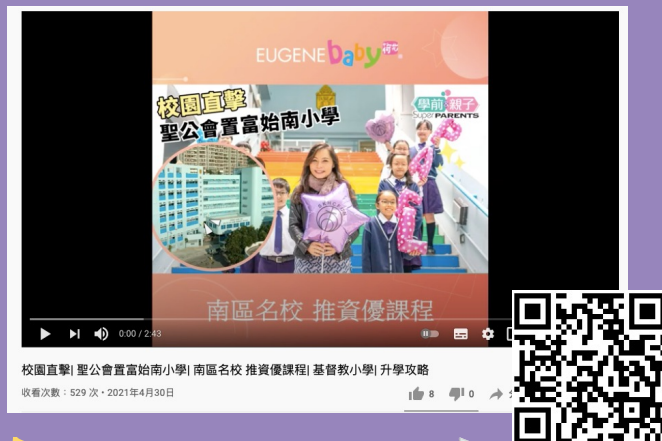 EUGENE baby 荷花
校園直擊
聖公會置富始南小學
學前 親子
Super PARENTS
南區名校 推資優課程
0:00 / 2:43
校園直擊| 聖公會置富始南小學| 南區名校 推資優課程| 基督教小學| 升學攻略
收看次數：529 次・2021年4月30日
8
0